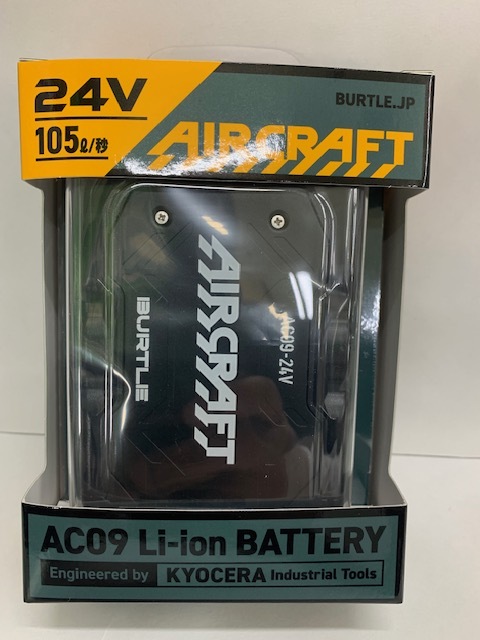 24V
105ℓ/秒
BURTLE.JP
AIRCRAFT
AIRCRAFT
BURTLE
AC09-24V
AC09 Li-ion BATTERY
Engineered by KYOCERA Industrial Tools